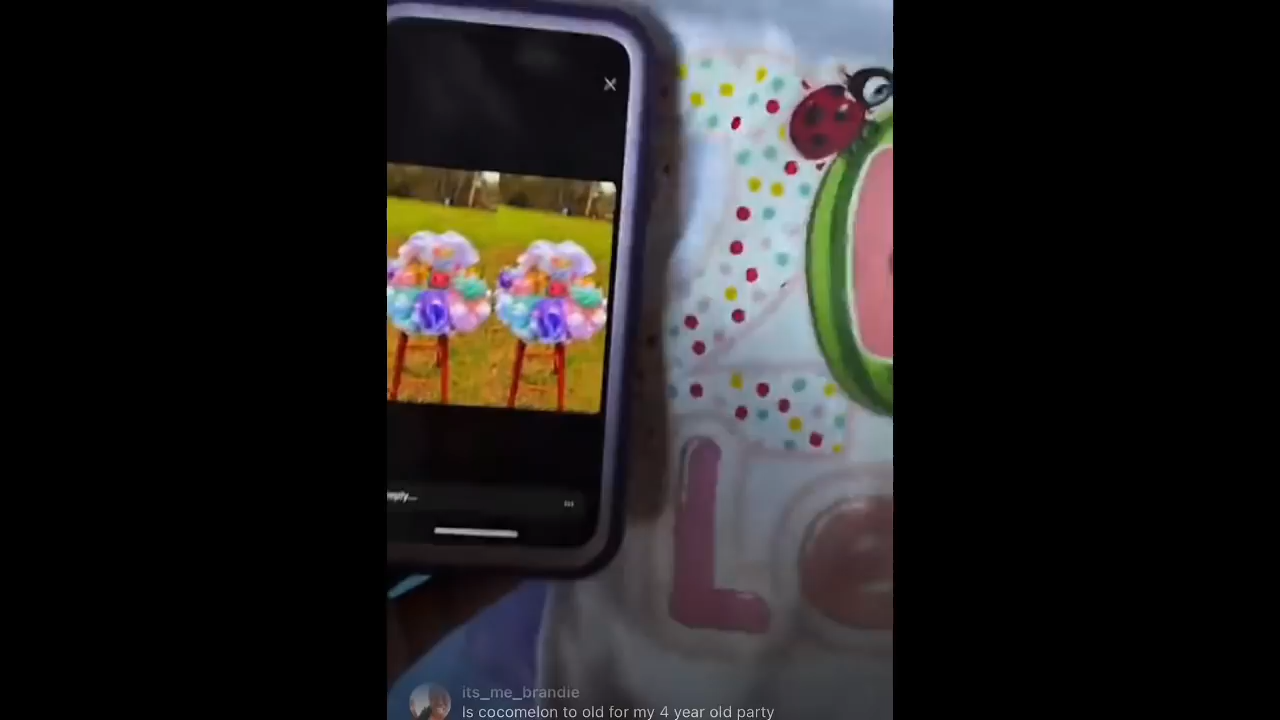 its_me_brandie
Is cocomelon to old for my 4 year old party